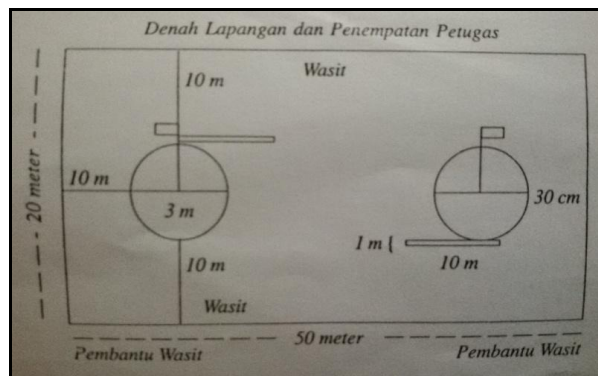 Denah Lapangan dan Penempatan Petugas
Wasit
10 m
10 m
3 m
30 cm
20 meter
1 m
10 m
10 m
Wasit
50 meter
Pembantu Wasit
Pembantu Wasit